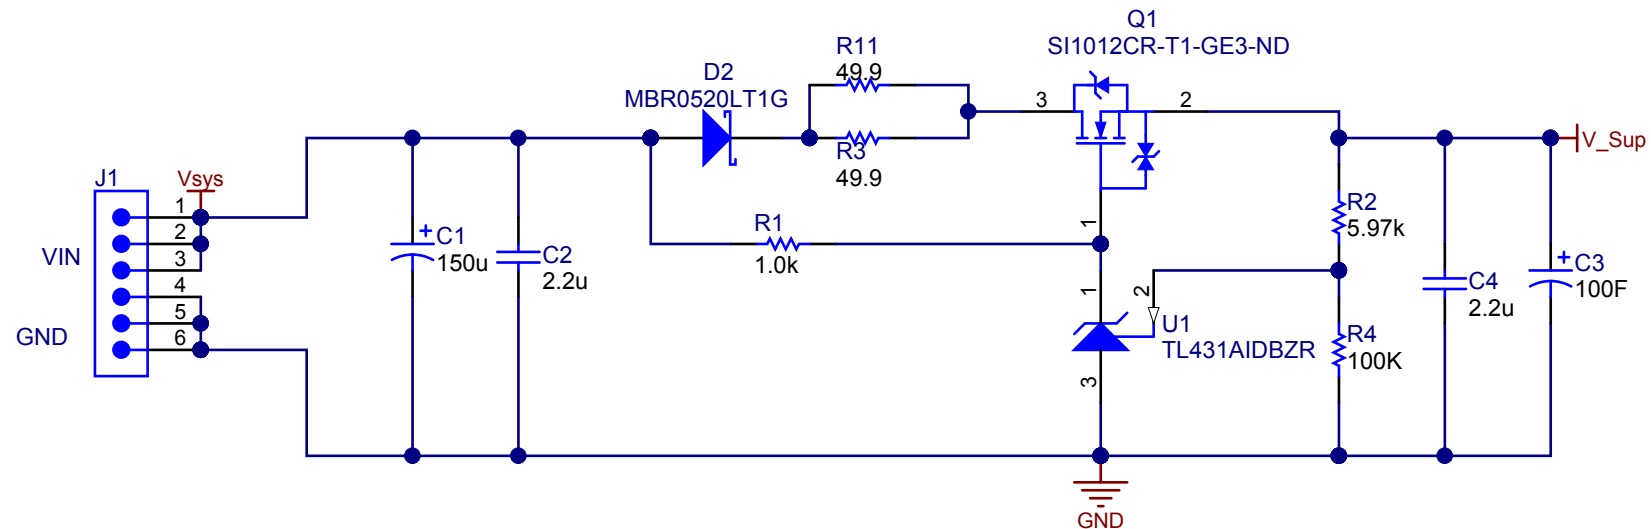 Q1
SI1012CR-T1-GE3-ND
R11
49.9
D2
MBR0520LT1G
3
2
R3
49.9
V_Sup
J1
Vsys
1
2
3
4
5
6
VIN
GND
+
C1
150u
C2
2.2u
R1
1.0k
1
R2
5.97k
1
2
U1
TL431AIDBZR
3
R4
100K
C4
2.2u
+
C3
100F
GND